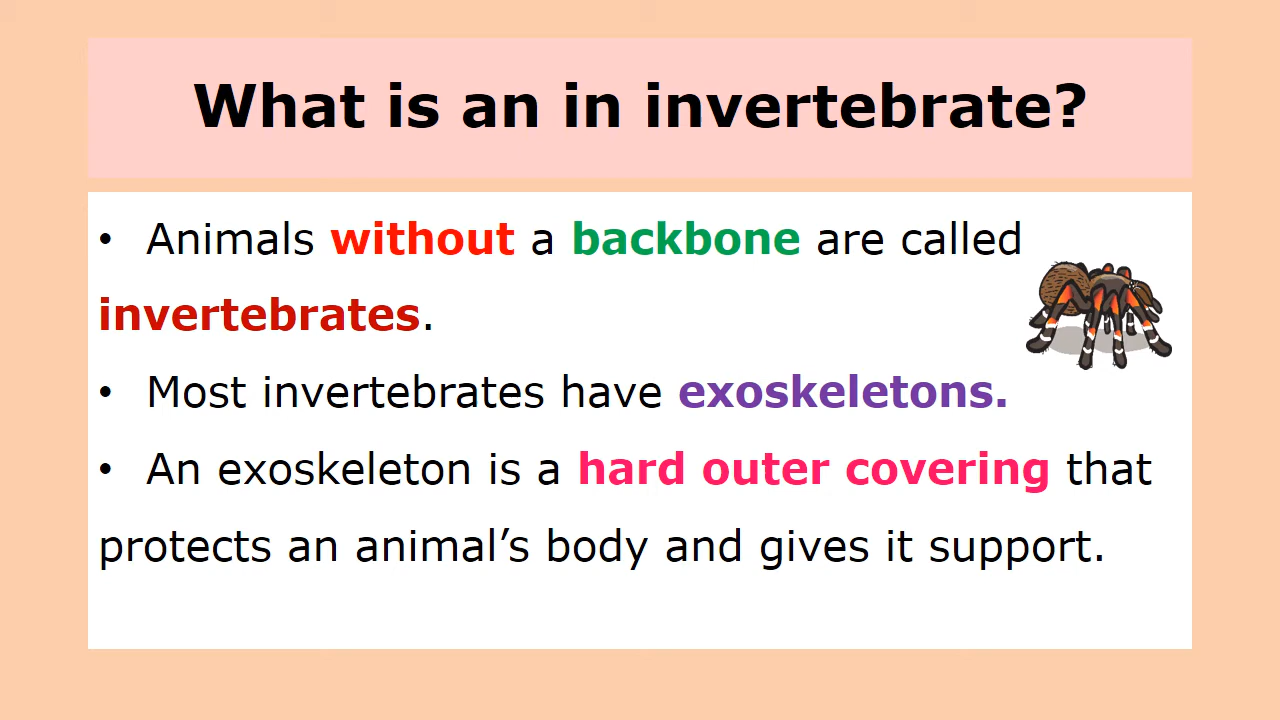 What is an in invertebrate?
• Animals without a backbone are called
invertebrates.
• Most invertebrates have exoskeletons.
• An exoskeleton is a hard outer covering that
protects an animal’s body and gives it support.